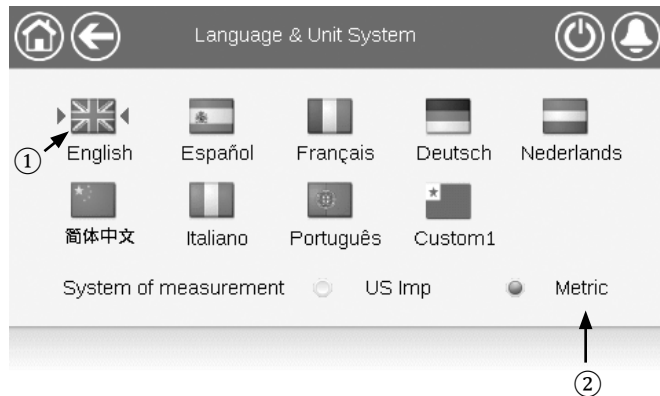 Language & Unit System
①
English Español Français Deutsch Nederlands
简体中文 Italiano Português Custom1
System of measurement US Imp Metric
②